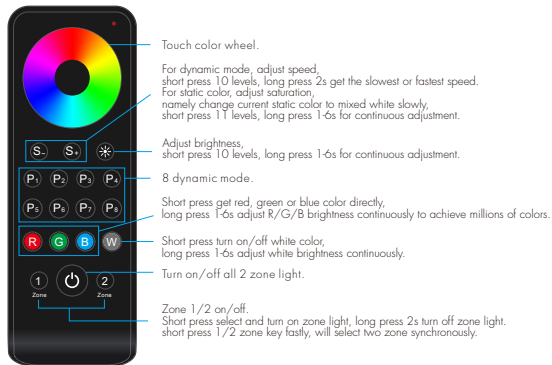 Touch color wheel.
For dynamic mode, adjust speed,
short press 10 levels, long press 2s get the slowest or fastest speed.
For static color, adjust saturation,
namely change current static color to mixed white slowly,
short press 11 levels, long press 1-6s for continuous adjustment.
S- S+
Adjust brightness,
short press 10 levels, long press 1-6s for continuous adjustment.
P1 P2 P3 P4
8 dynamic mode.
P5 P6 P7 P8
Short press get red, green or blue color directly,
long press 1-6s adjust R/G/B brightness continuously to achieve millions of colors.
R G B W
Short press turn on/off white color,
long press 1-6s adjust white brightness continuously.
Turn on/off all 2 zone light.
1 2
Zone Zone
Zone 1/2 on/off.
Short press select and turn on zone light, long press 2s turn off zone light.
short press 1/2 zone key fastly, will select two zone synchronously.